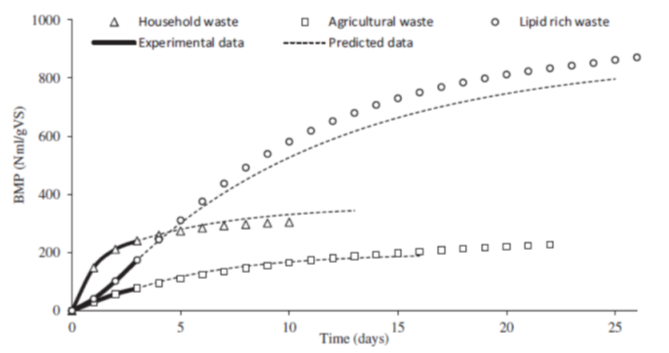 1000
Household waste
Agricultural waste
Lipid rich waste
Experimental data
Predicted data
800
600
400
200
0
BMP (Nml/gVS)
0 5 10 15 20 25
Time (days)